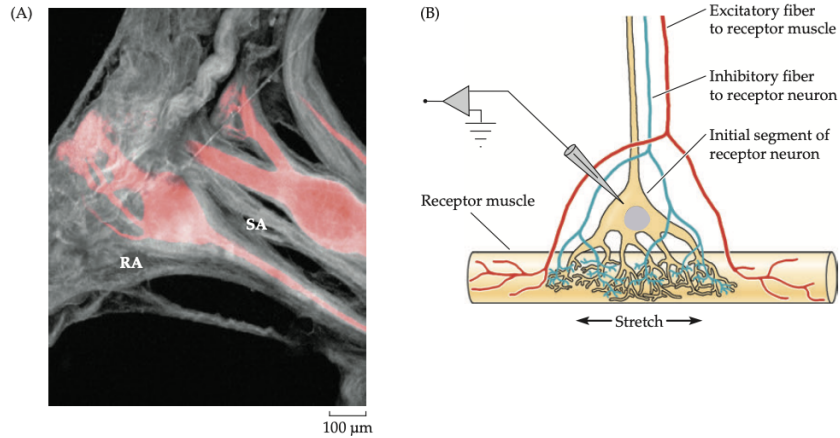 (A)
RA
SA
100 μm
(B)
Excitatory fiber
to receptor muscle
Inhibitory fiber
to receptor neuron
Initial segment of
receptor neuron
Receptor muscle
Stretch